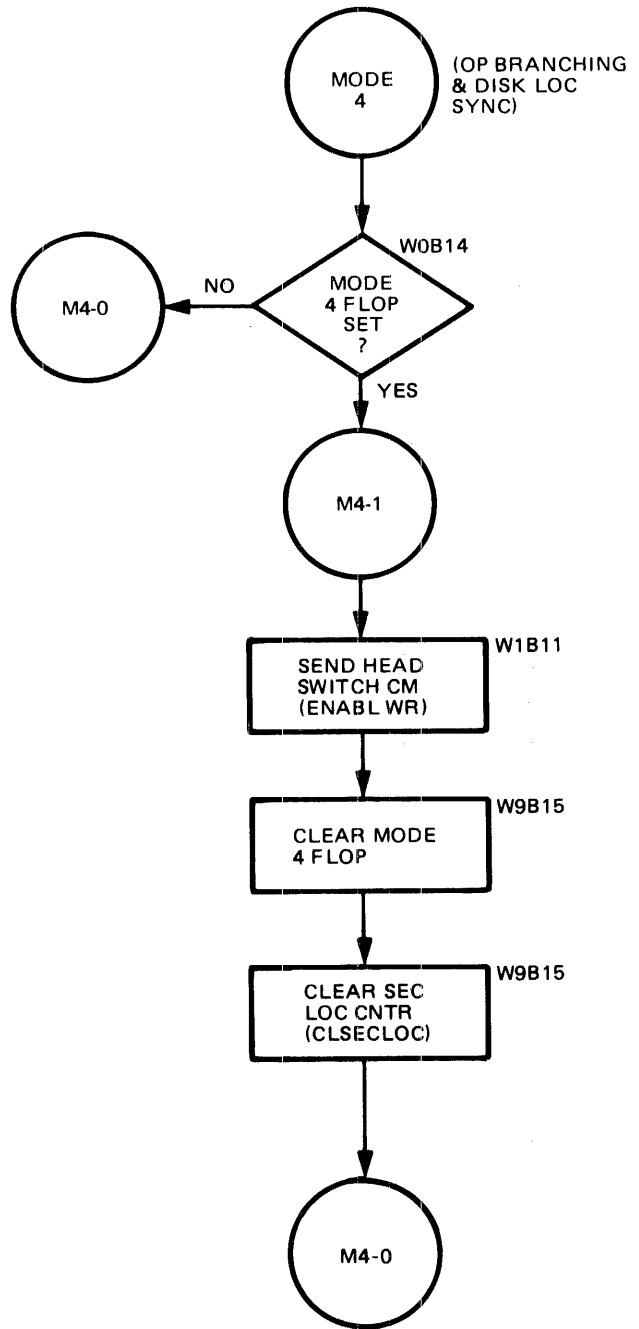 MODE
4
(OP BRANCHING
& DISK LOC
SYNC)
W0B14
MODE
4 FLOP
SET
?
NO
M4-0
YES
M4-1
W1B11
SEND HEAD
SWITCH CM
(ENABL WR)
W9B15
CLEAR MODE
4 FLOP
W9B15
CLEAR SEC
LOC CNTR
(CLSECLOC)
M4-0